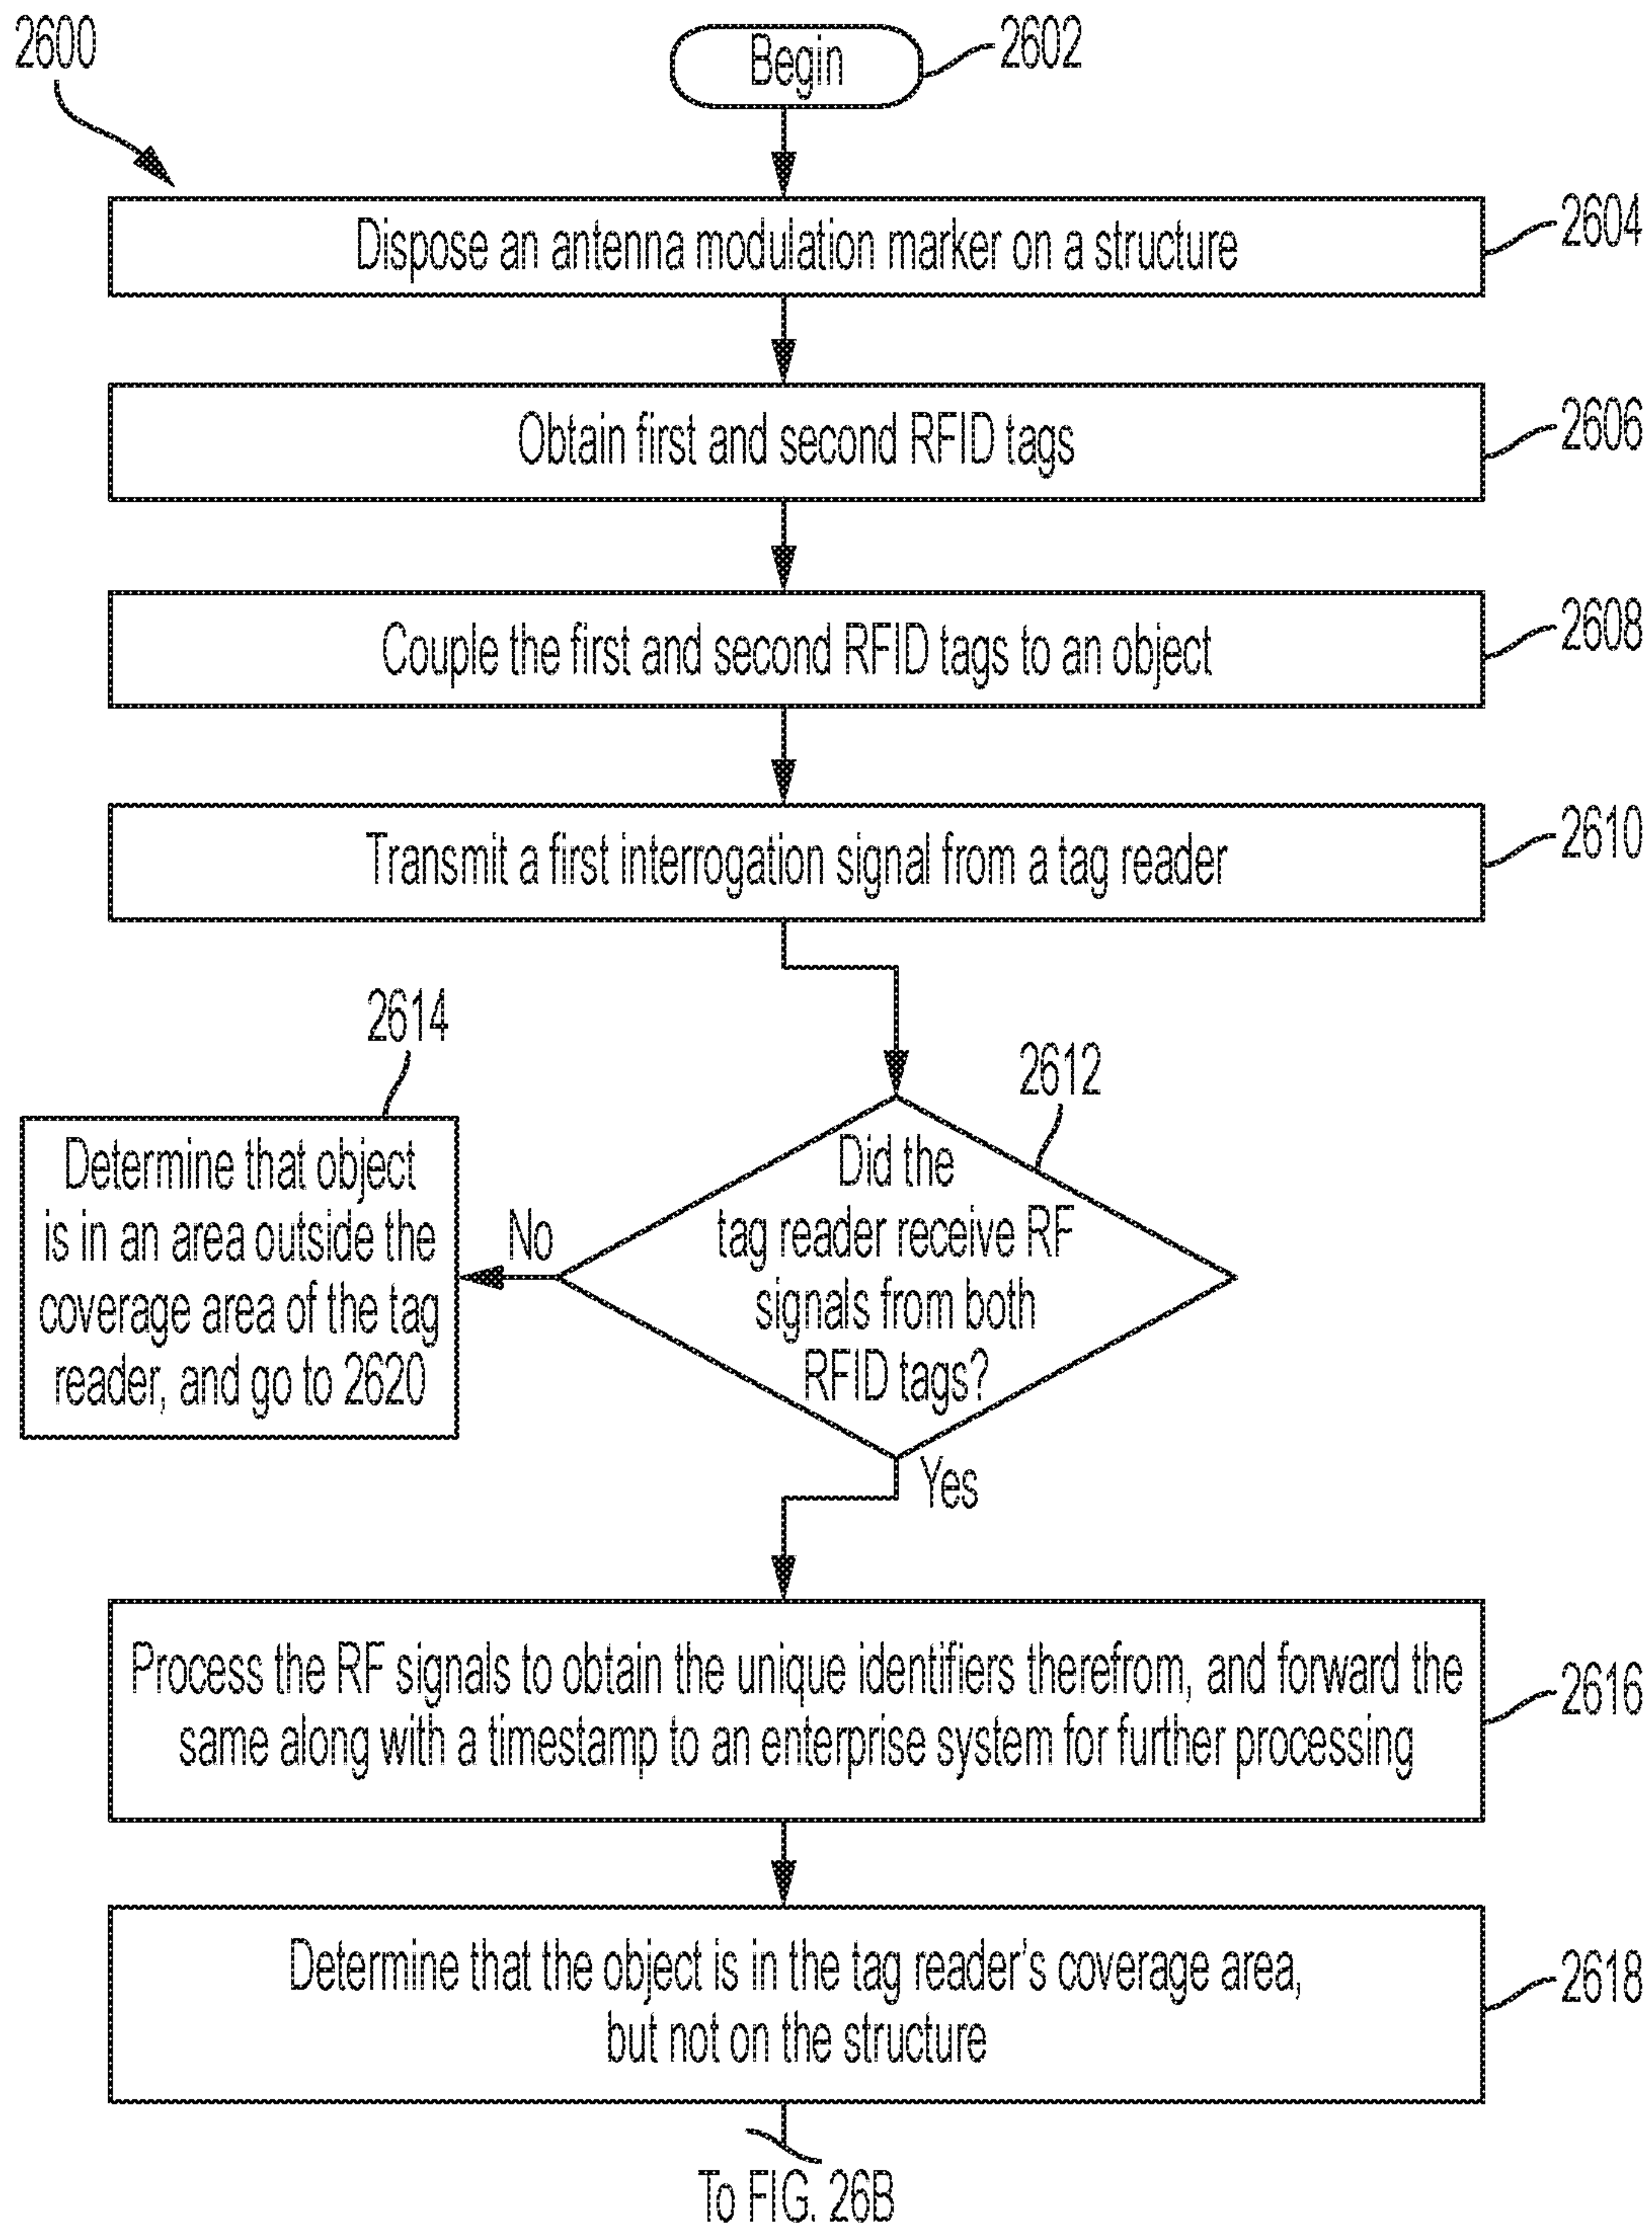 2600
Begin
2602
Dispose an antenna modulation marker on a structure
2604
Obtain first and second RFID tags
2606
Couple the first and second RFID tags to an object
2608
Transmit a first interrogation signal from a tag reader
2610
2614
Determine that object
is in an area outside the
coverage area of the tag
reader, and go to 2620
No
2612
Did the
tag reader receive RF
signals from both
RFID tags?
Yes
Process the RF signals to obtain the unique identifiers therefrom, and forward the
same along with a timestamp to an enterprise system for further processing
2616
Determine that the object is in the tag reader's coverage area,
but not on the structure
2618
To FIG. 26B